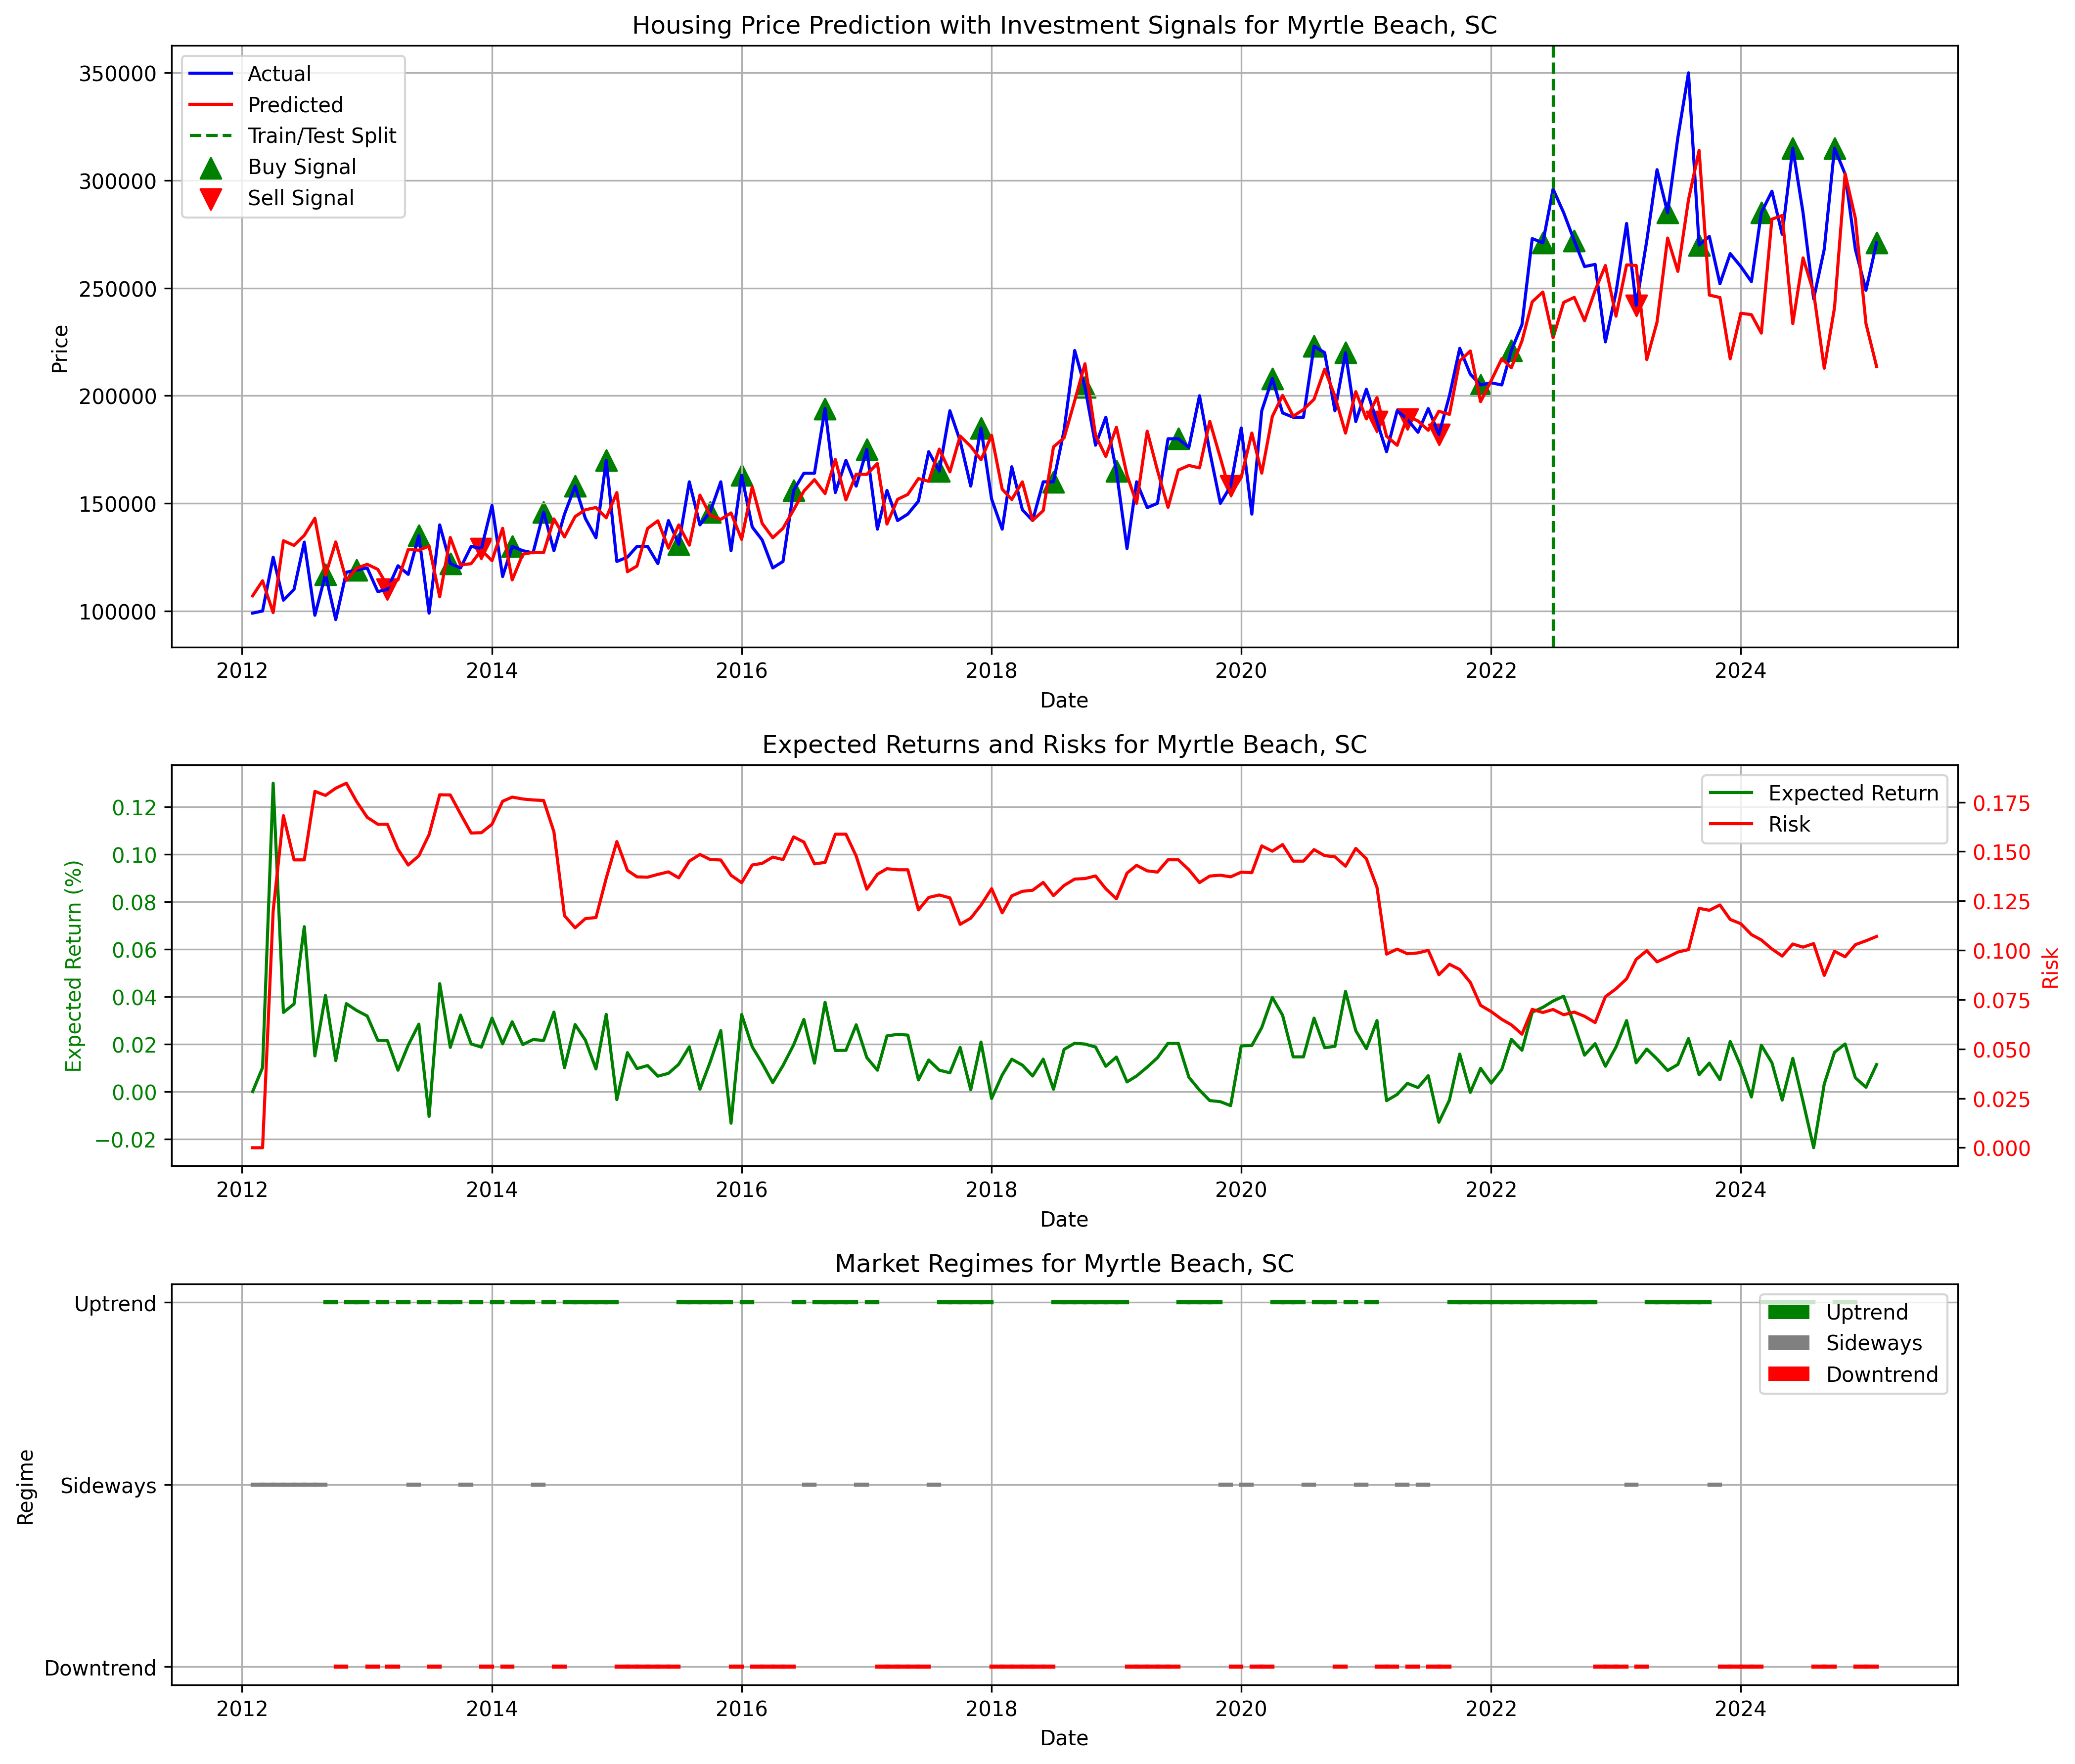 Housing Price Prediction with Investment Signals for Myrtle Beach, SC
Actual
Predicted
Train/Test Split
Buy Signal
Sell Signal
350000
300000
250000
200000
150000
100000
Price
2012 2014 2016 2018 2020 2022 2024
Date
Expected Returns and Risks for Myrtle Beach, SC
Expected Return
Risk
0.12
0.10
0.08
0.06
0.04
0.02
0.00
−0.02
Expected Return (%)
0.175
0.150
0.125
0.100
0.075
0.050
0.025
0.000
Risk
2012 2014 2016 2018 2020 2022 2024
Date
Market Regimes for Myrtle Beach, SC
Uptrend
Sideways
Downtrend
Uptrend
Sideways
Downtrend
Regime
2012 2014 2016 2018 2020 2022 2024
Date